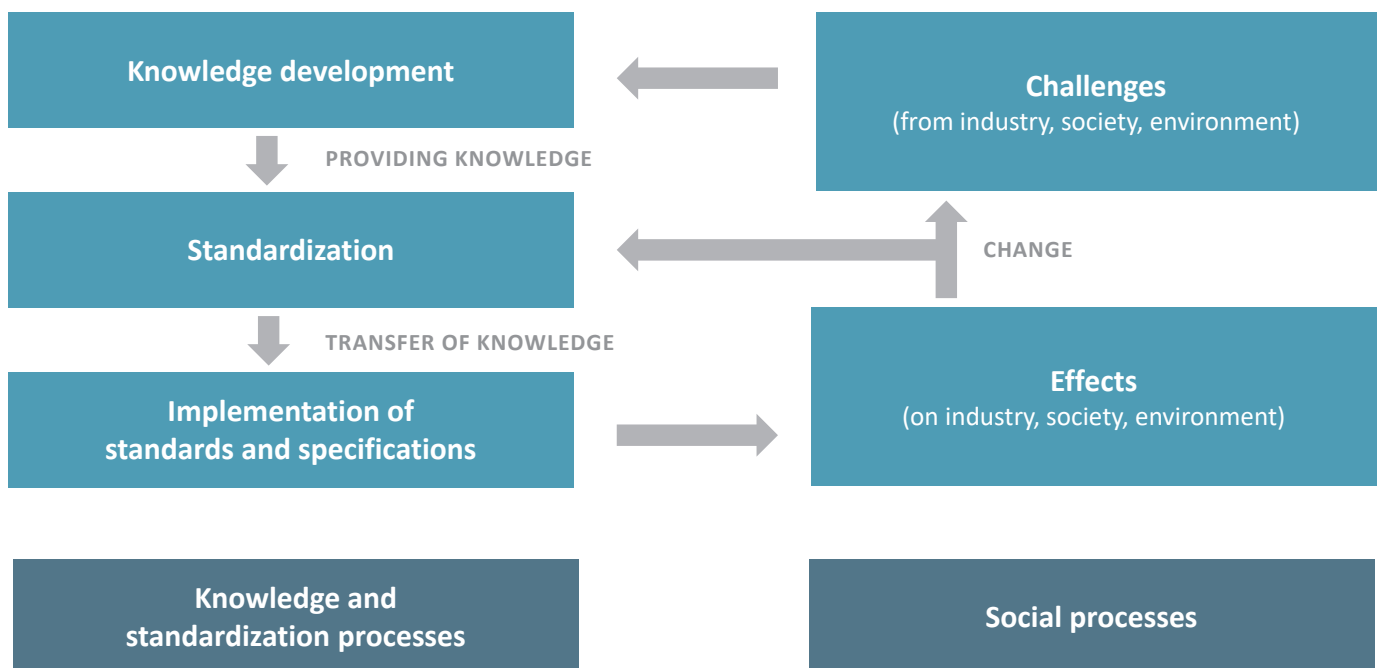 Knowledge development
Challenges
(from industry, society, environment)
PROVIDING KNOWLEDGE
Standardization
CHANGE
TRANSFER OF KNOWLEDGE
Implementation of
standards and specifications
Effects
(on industry, society, environment)
Knowledge and
standardization processes
Social processes